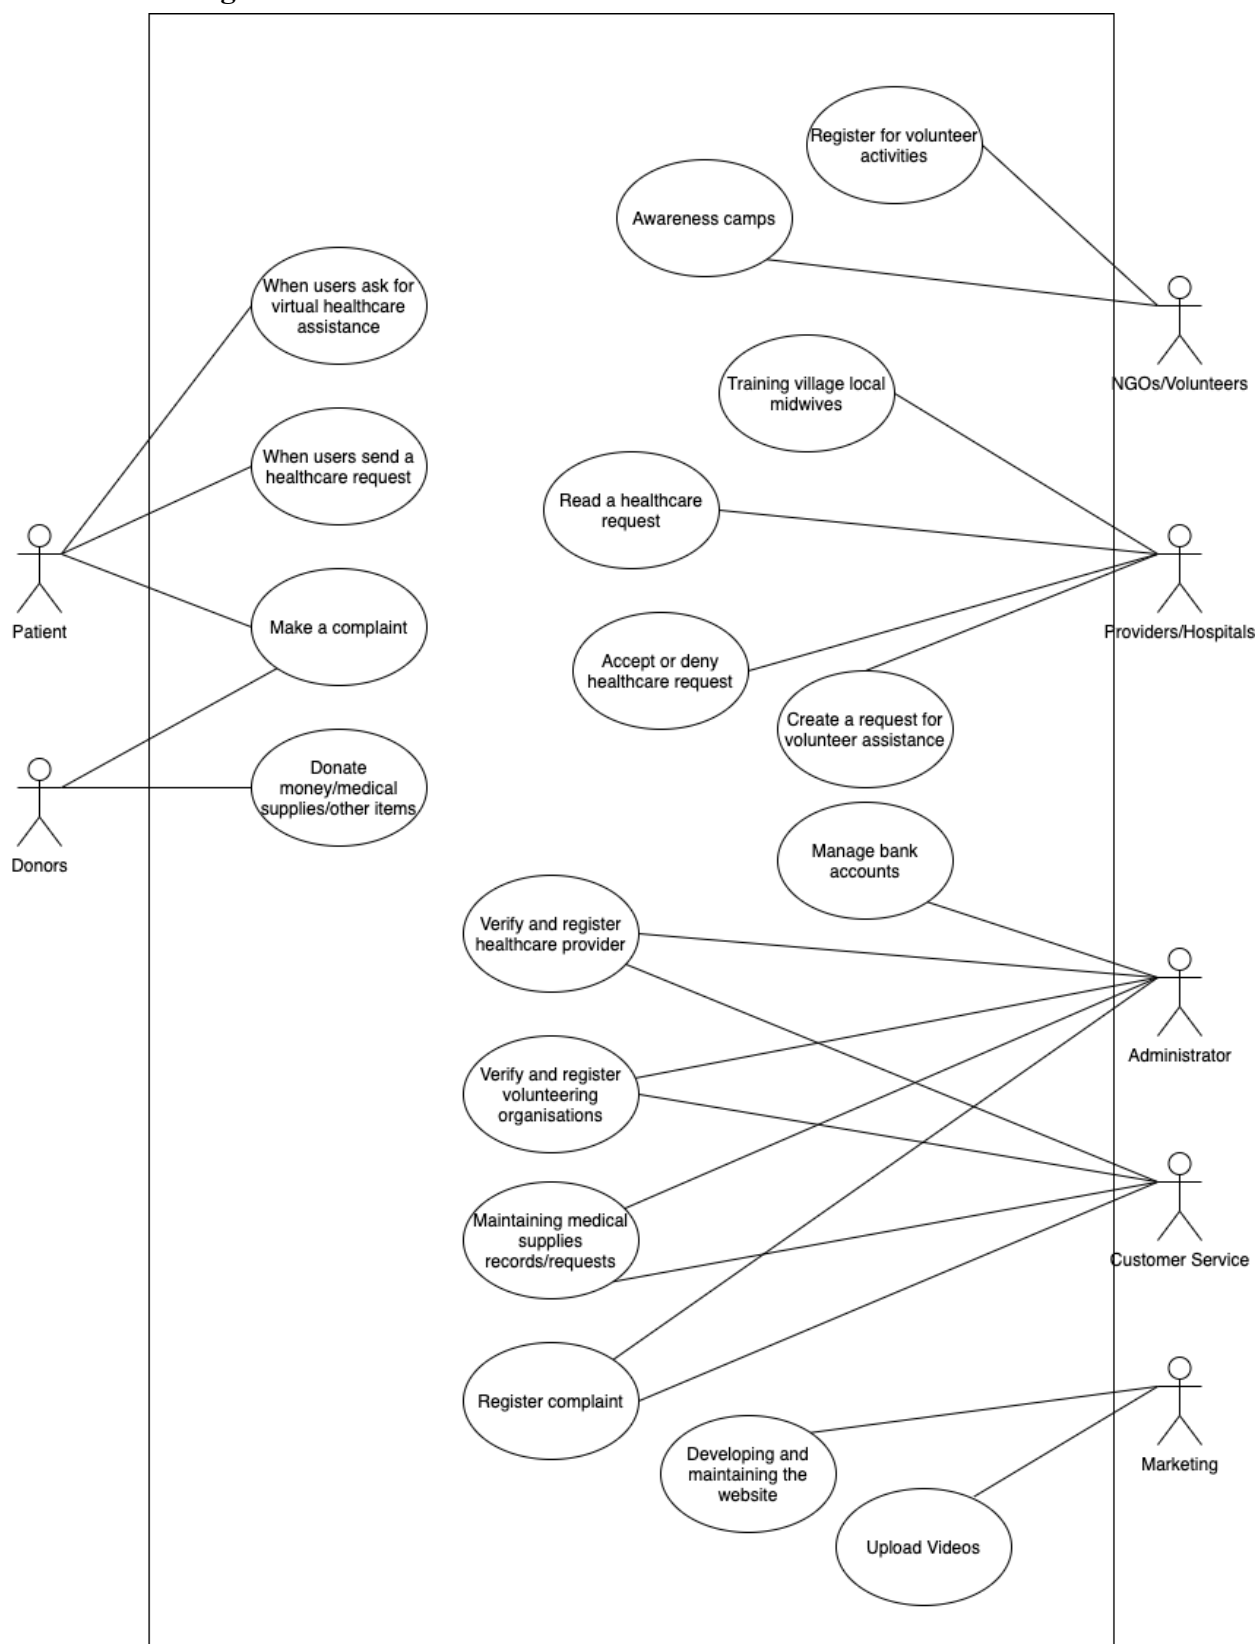 Register for volunteer
activities
Awareness camps
When users ask for
virtual healthcare
assistance
NGOs/Volunteers
Training village local
midwives
When users send a
healthcare request
Read a healthcare
request
Patient
Make a complaint
Providers/Hospitals
Accept or deny
healthcare request
Create a request for
volunteer assistance
Donate
money/medical
supplies/other items
Donors
Manage bank
accounts
Verify and register
healthcare provider
Administrator
Verify and register
volunteering
organisations
Maintaining medical
supplies
records/requests
Customer Service
Register complaint
Developing and
maintaining the
website
Marketing
Upload Videos